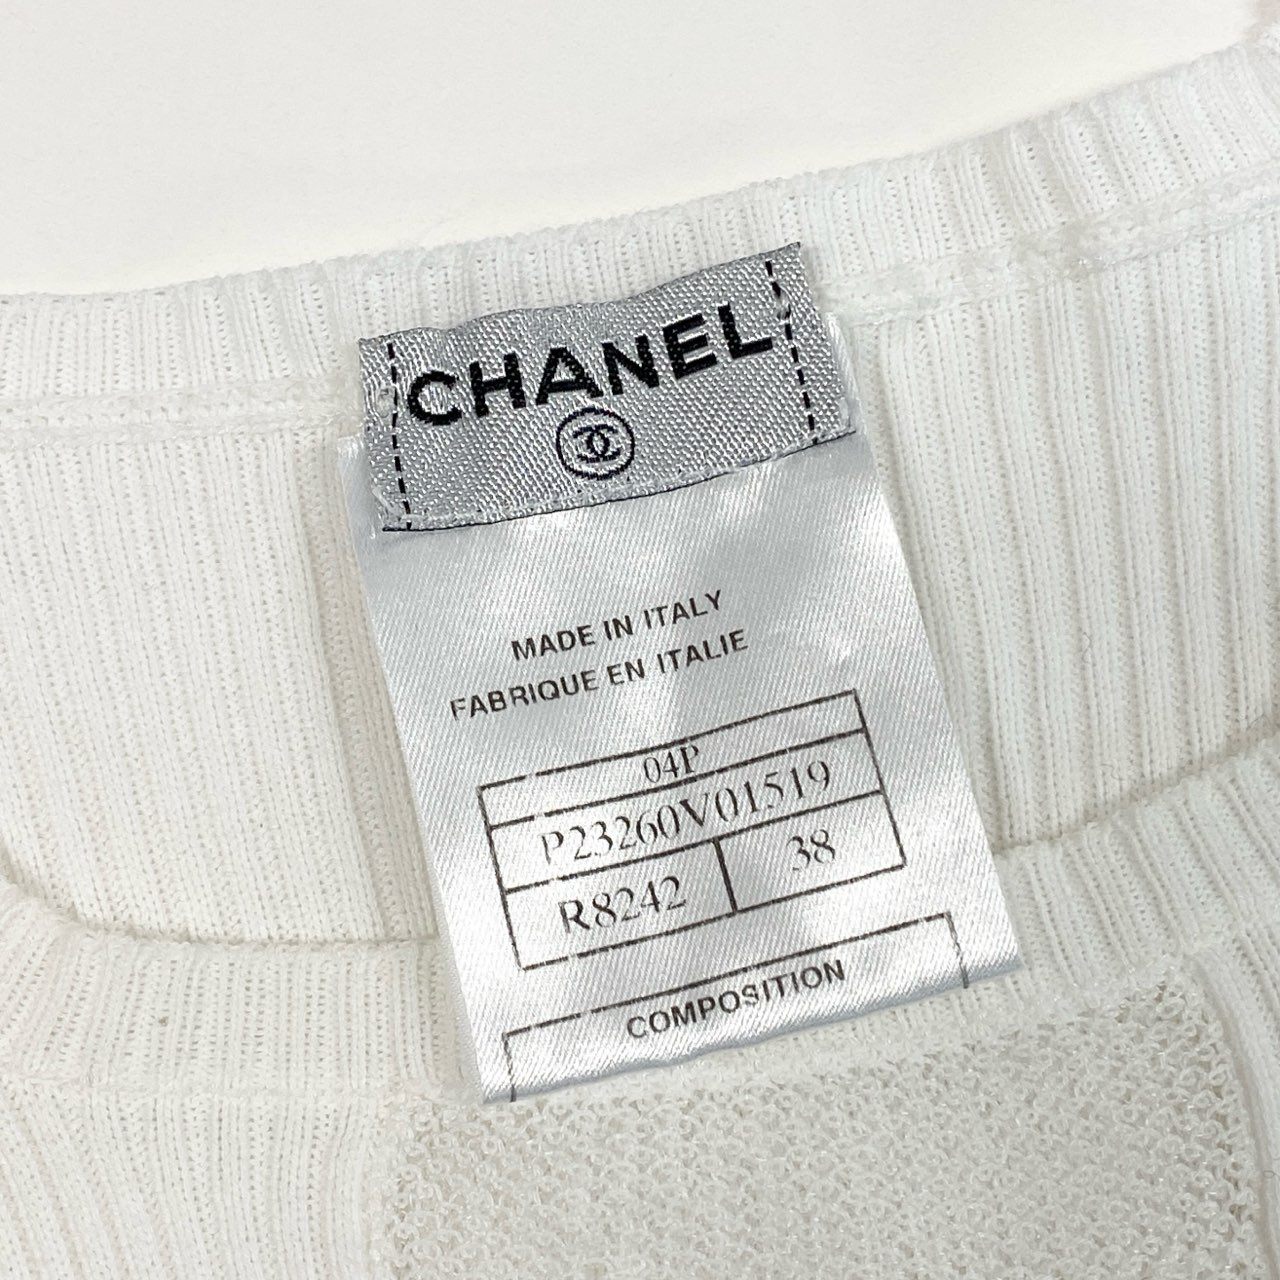 CHANEL
MADE IN ITALY
FABRIQUE EN ITALIE
04P
P23260V01519
R8242 38
COMPOSITION